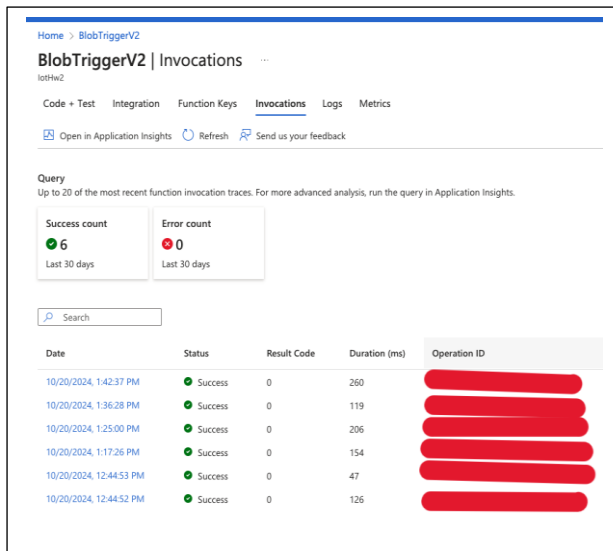 Home > BlobTriggerV2
BlobTriggerV2 | Invocations ...
IotHw2
Code + Test Integration Function Keys Invocations Logs Metrics
Open in Application Insights Refresh Send us your feedback
Query
Up to 20 of the most recent function invocation traces. For more advanced analysis, run the query in Application Insights.
Success count Error count
6 0
Last 30 days Last 30 days
Search
Date Status Result Code Duration (ms) Operation ID
10/20/2024, 1:42:37 PM Success 0 260
10/20/2024, 1:36:28 PM Success 0 119
10/20/2024, 1:25:00 PM Success 0 206
10/20/2024, 1:17:26 PM Success 0 154
10/20/2024, 12:44:53 PM Success 0 47
10/20/2024, 12:44:52 PM Success 0 126